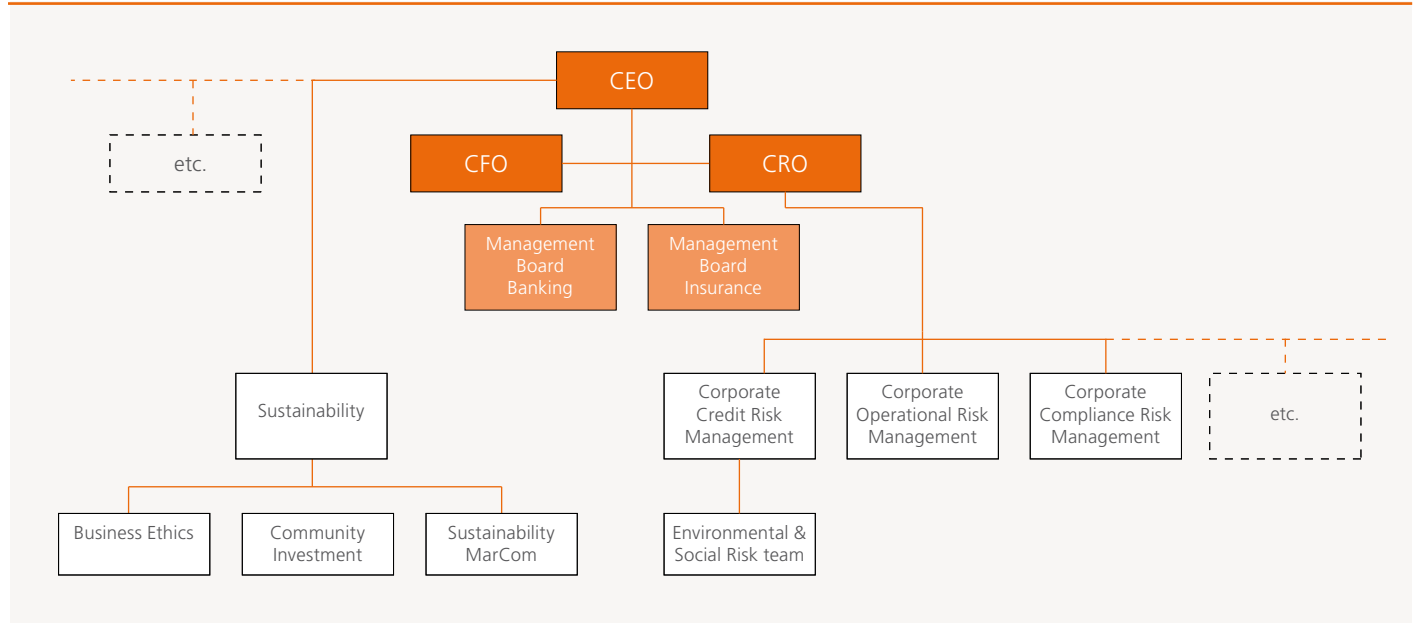 CEO
etc.
CFO
CRO
Management
Board
Banking
Management
Board
Insurance
Sustainability
Corporate
Credit Risk
Management
Corporate
Operational Risk
Management
Corporate
Compliance Risk
Management
etc.
Business Ethics
Community
Investment
Sustainability
MarCom
Environmental &
Social Risk team